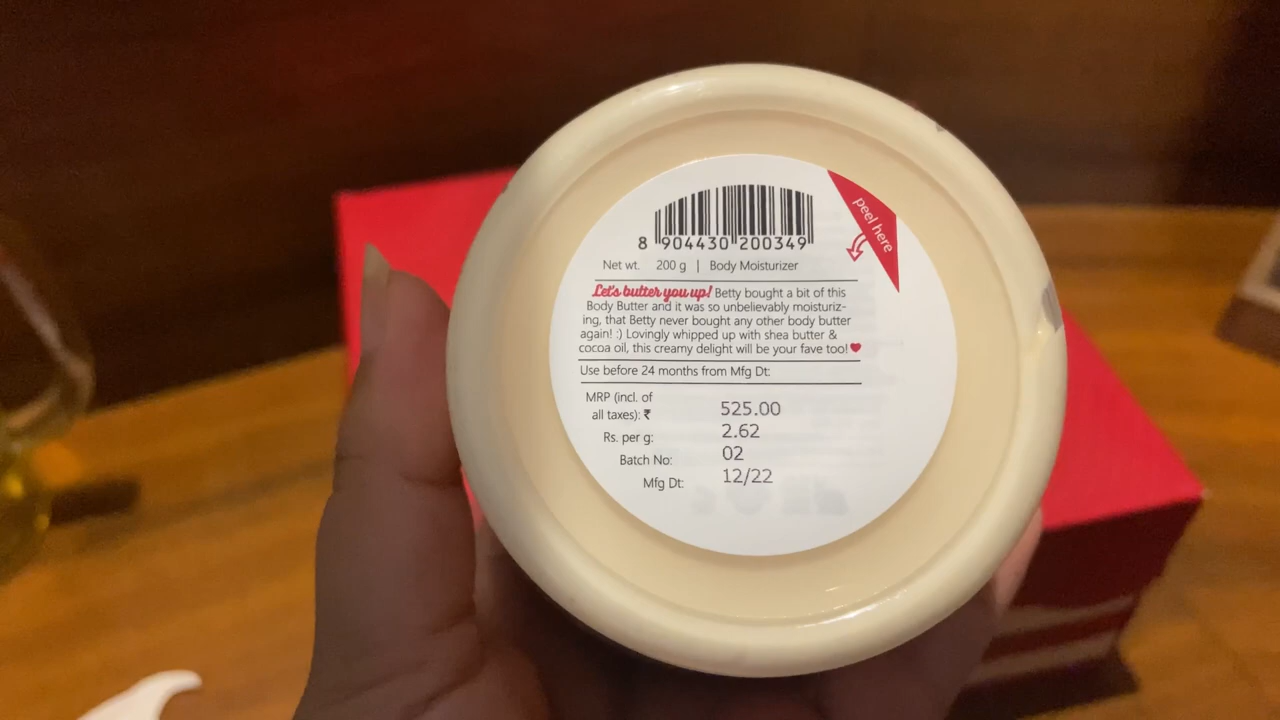 peel here
8 904430 200349
Net wt. 200 g | Body Moisturizer
Let's butter you up! Betty bought a bit of this
Body Butter and it was so unbelievably moisturiz-
ing, that Betty never bought any other body butter
again! :) Lovingly whipped up with shea butter &
cocoa oil, this creamy delight will be your fave too! ♥
Use before 24 months from Mfg Dt:
MRP (incl. of
all taxes): ₹ 525.00
Rs. per g: 2.62
Batch No: 02
Mfg Dt: 12/22